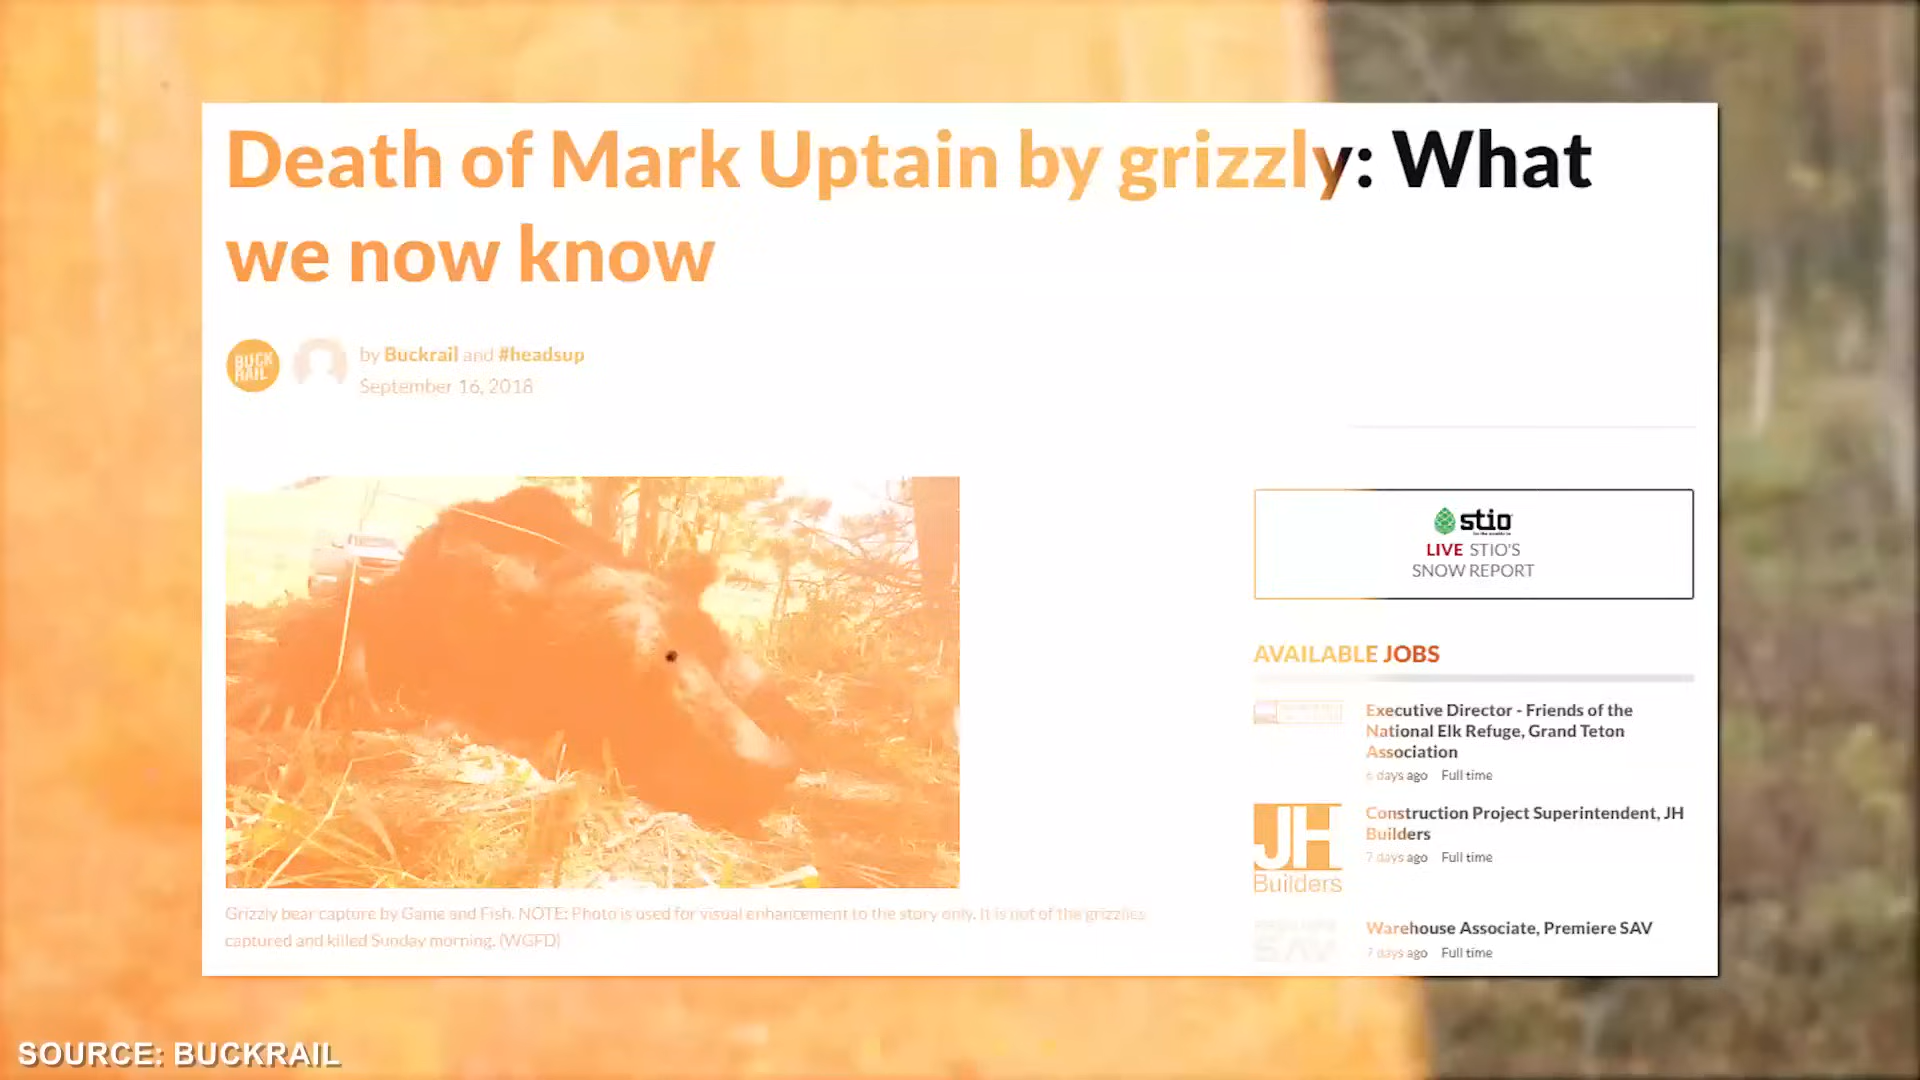 Death of Mark Uptain by grizzly: What
we now know
BUCK
RAIL
by Buckrail and #headsup
September 16, 2018
stio
LIVE STIO'S
SNOW REPORT
AVAILABLE JOBS
Executive Director - Friends of the
National Elk Refuge, Grand Teton
Association
6 days ago Full time
JH
Builders
Construction Project Superintendent, JH
Builders
7 days ago Full time
SAV
Warehouse Associate, Premiere SAV
7 days ago Full time
Grizzly bear capture by Game and Fish. NOTE: Photo is used for visual enhancement to the story only. It is not of the grizzlies
captured and killed Sunday morning. (WGFD)
SOURCE: BUCKRAIL